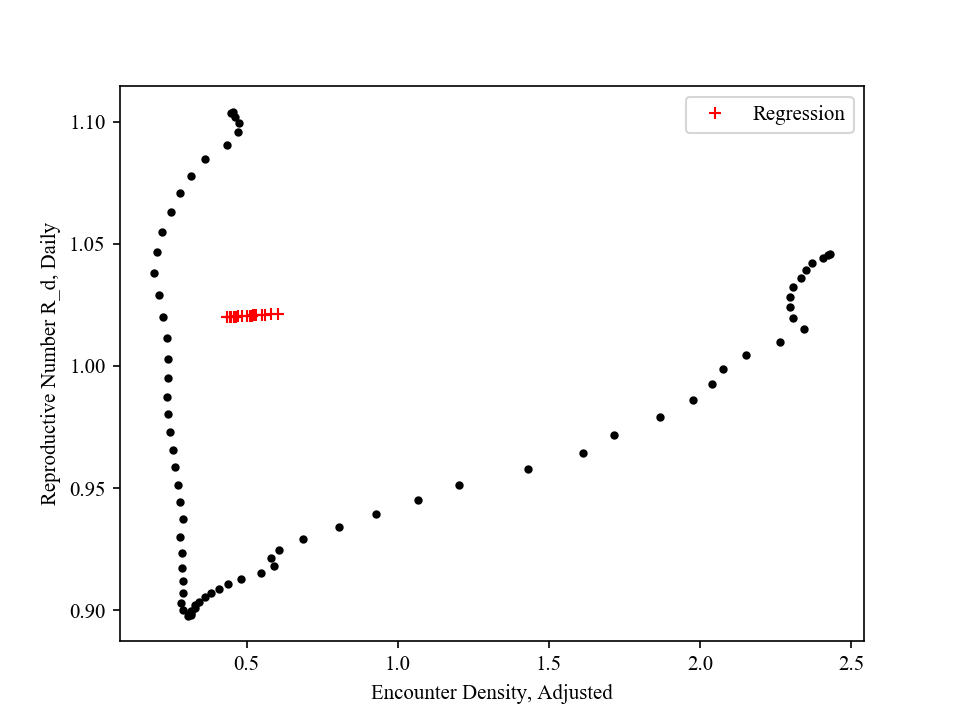 Regression
1.10
1.05
1.00
0.95
0.90
Reproductive Number R_d, Daily
0.5 1.0 1.5 2.0 2.5
Encounter Density, Adjusted